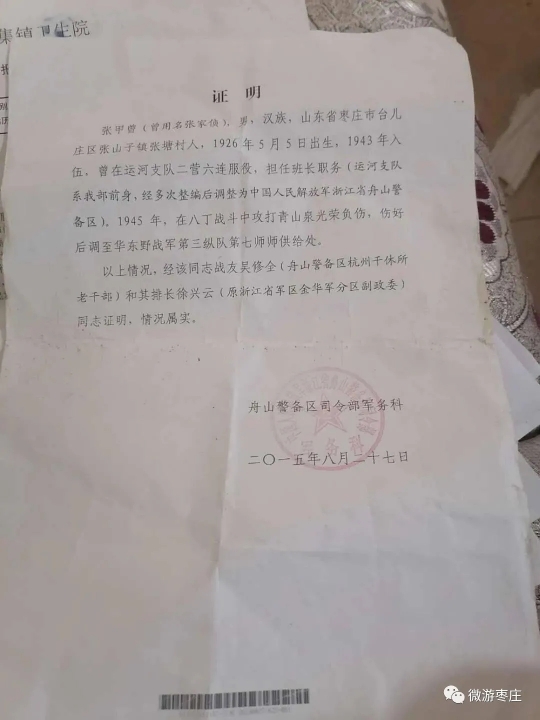 集镇卫生院
证 明
张甲曾（曾用名张家俊），男，汉族，山东省枣庄市台儿
庄区张山子镇张塘村人，1926年5月5日出生，1943年入
伍，曾在运河支队二营六连服役，担任班长职务（运河支队
系我部前身，经多次整编后调整为中国人民解放军浙江省舟山警
备区）。1945年，在八丁战斗中攻打青山泉光荣负伤，伤好
后调至华东野战军第三纵队第七师师供给处。
以上情况，经该同志战友吴修全（舟山警备区杭州干休所
老干部）和其排长徐兴云（原浙江省军区金华军分区副政委）
同志证明，情况属实。
舟山警备区司令部军务科
二〇一五年八月二十七日
军务科
微游枣庄